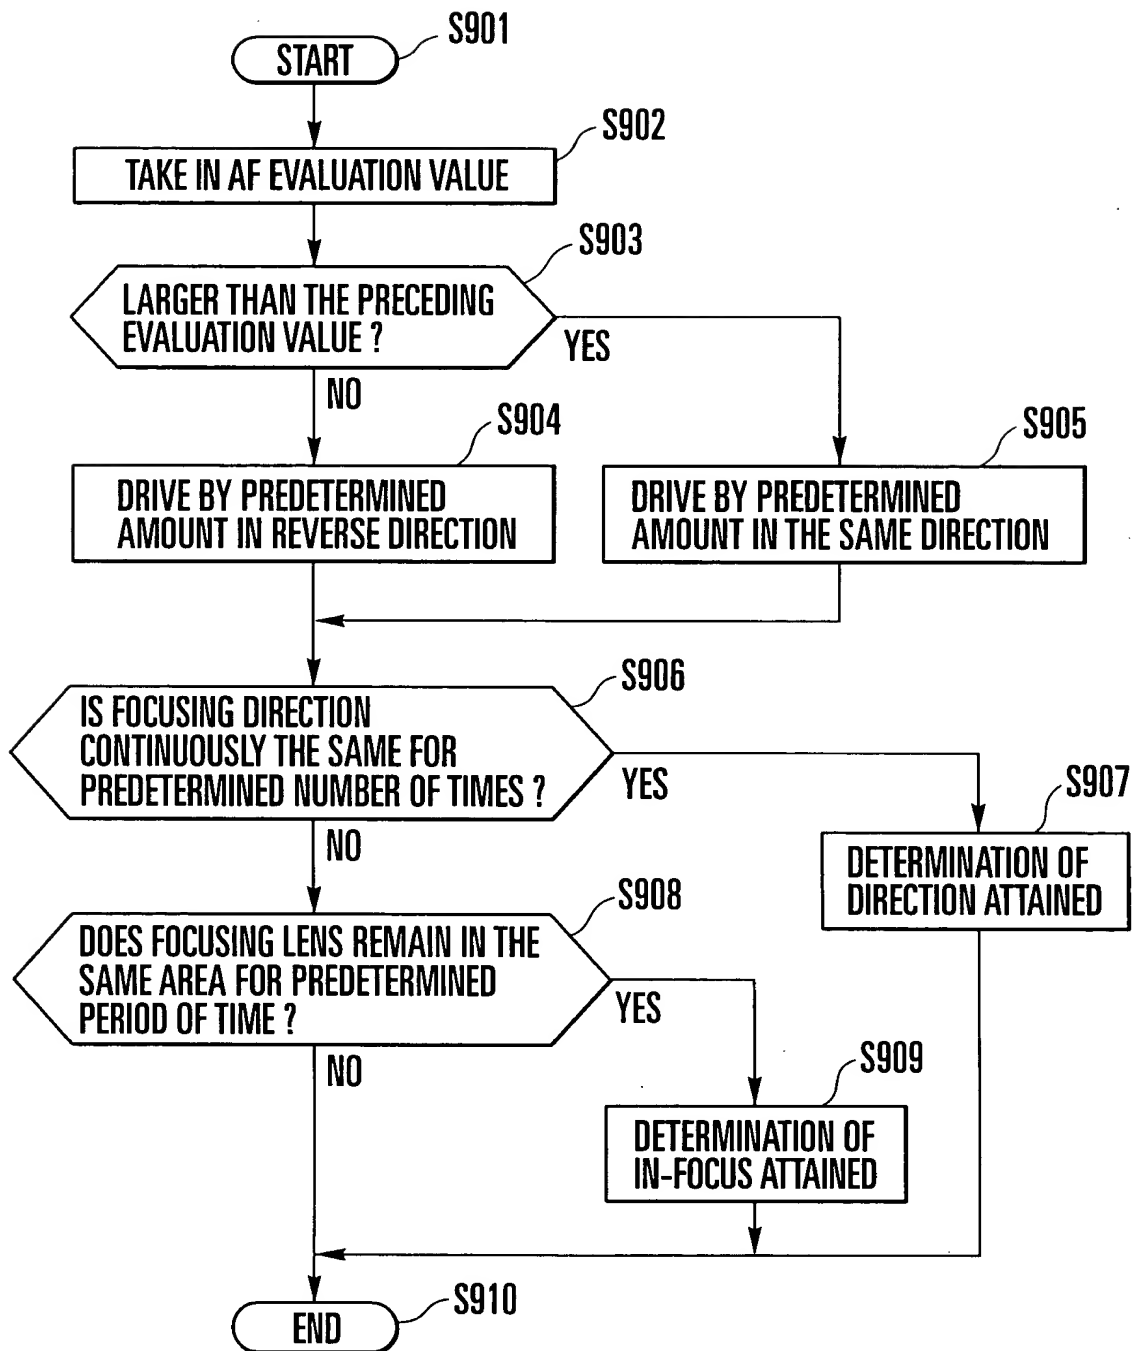 S901
START
S902
TAKE IN AF EVALUATION VALUE
S903
LARGER THAN THE PRECEDING
EVALUATION VALUE ?
YES
NO
S904
DRIVE BY PREDETERMINED
AMOUNT IN REVERSE DIRECTION
S905
DRIVE BY PREDETERMINED
AMOUNT IN THE SAME DIRECTION
S906
IS FOCUSING DIRECTION
CONTINUOUSLY THE SAME FOR
PREDETERMINED NUMBER OF TIMES ?
YES
NO
S907
DETERMINATION OF
DIRECTION ATTAINED
S908
DOES FOCUSING LENS REMAIN IN THE
SAME AREA FOR PREDETERMINED
PERIOD OF TIME ?
YES
NO
S909
DETERMINATION OF
IN-FOCUS ATTAINED
S910
END